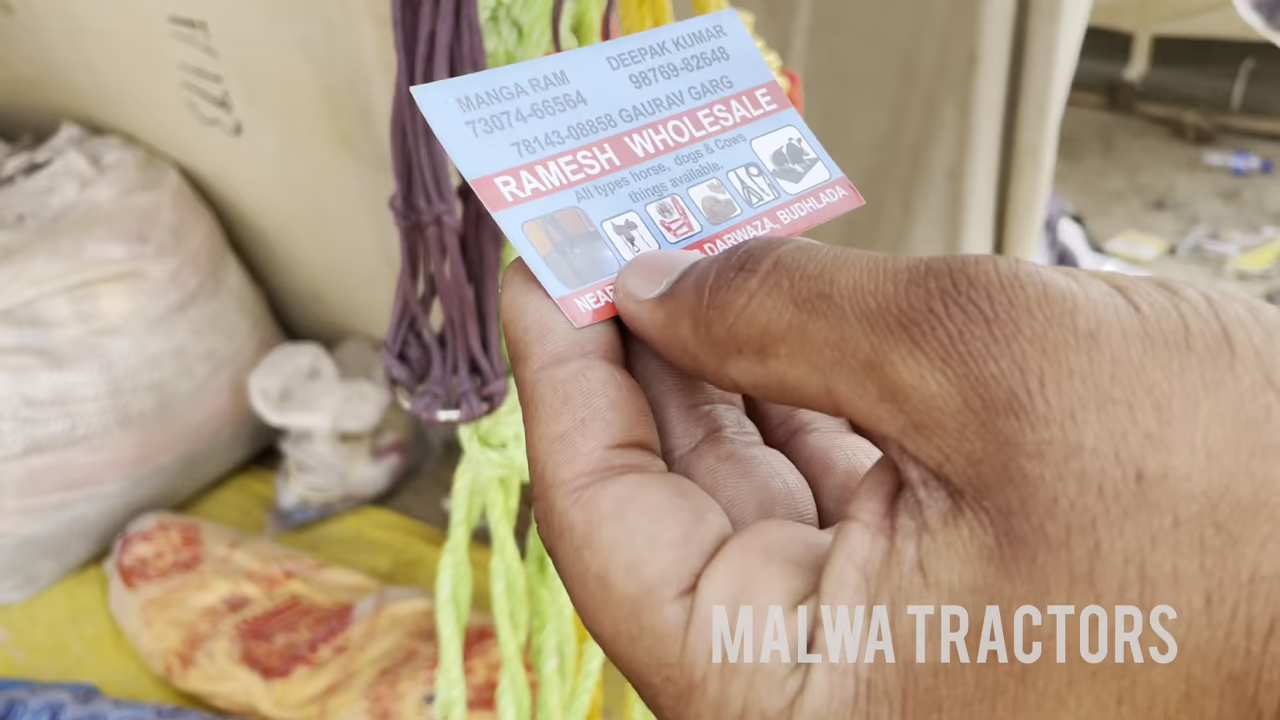 MANGA RAM DEEPAK KUMAR
73074-66564 98769-82648
78143-08858 GAURAV GARG
RAMESH WHOLESALE
All types horse, dogs & Cows
things available.
NEAR DARWAZA, BUDHLADA
MALWA TRACTORS